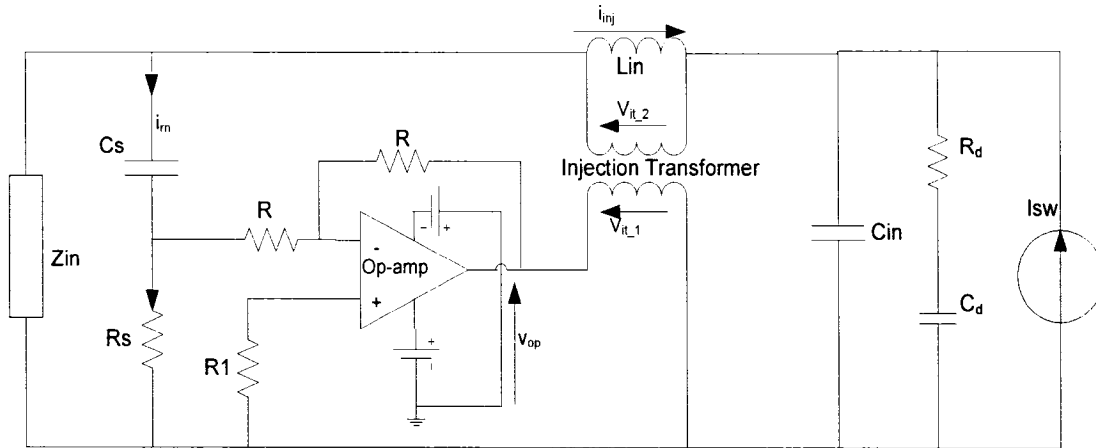 i_inj
Lin
i_rn
Cs
V_it_2
R
Injection Transformer
R_d
R
- +
V_it_1
Isw
Zin
-
Op-amp
Cin
+
C_d
Rs
R1
+
-
v_op